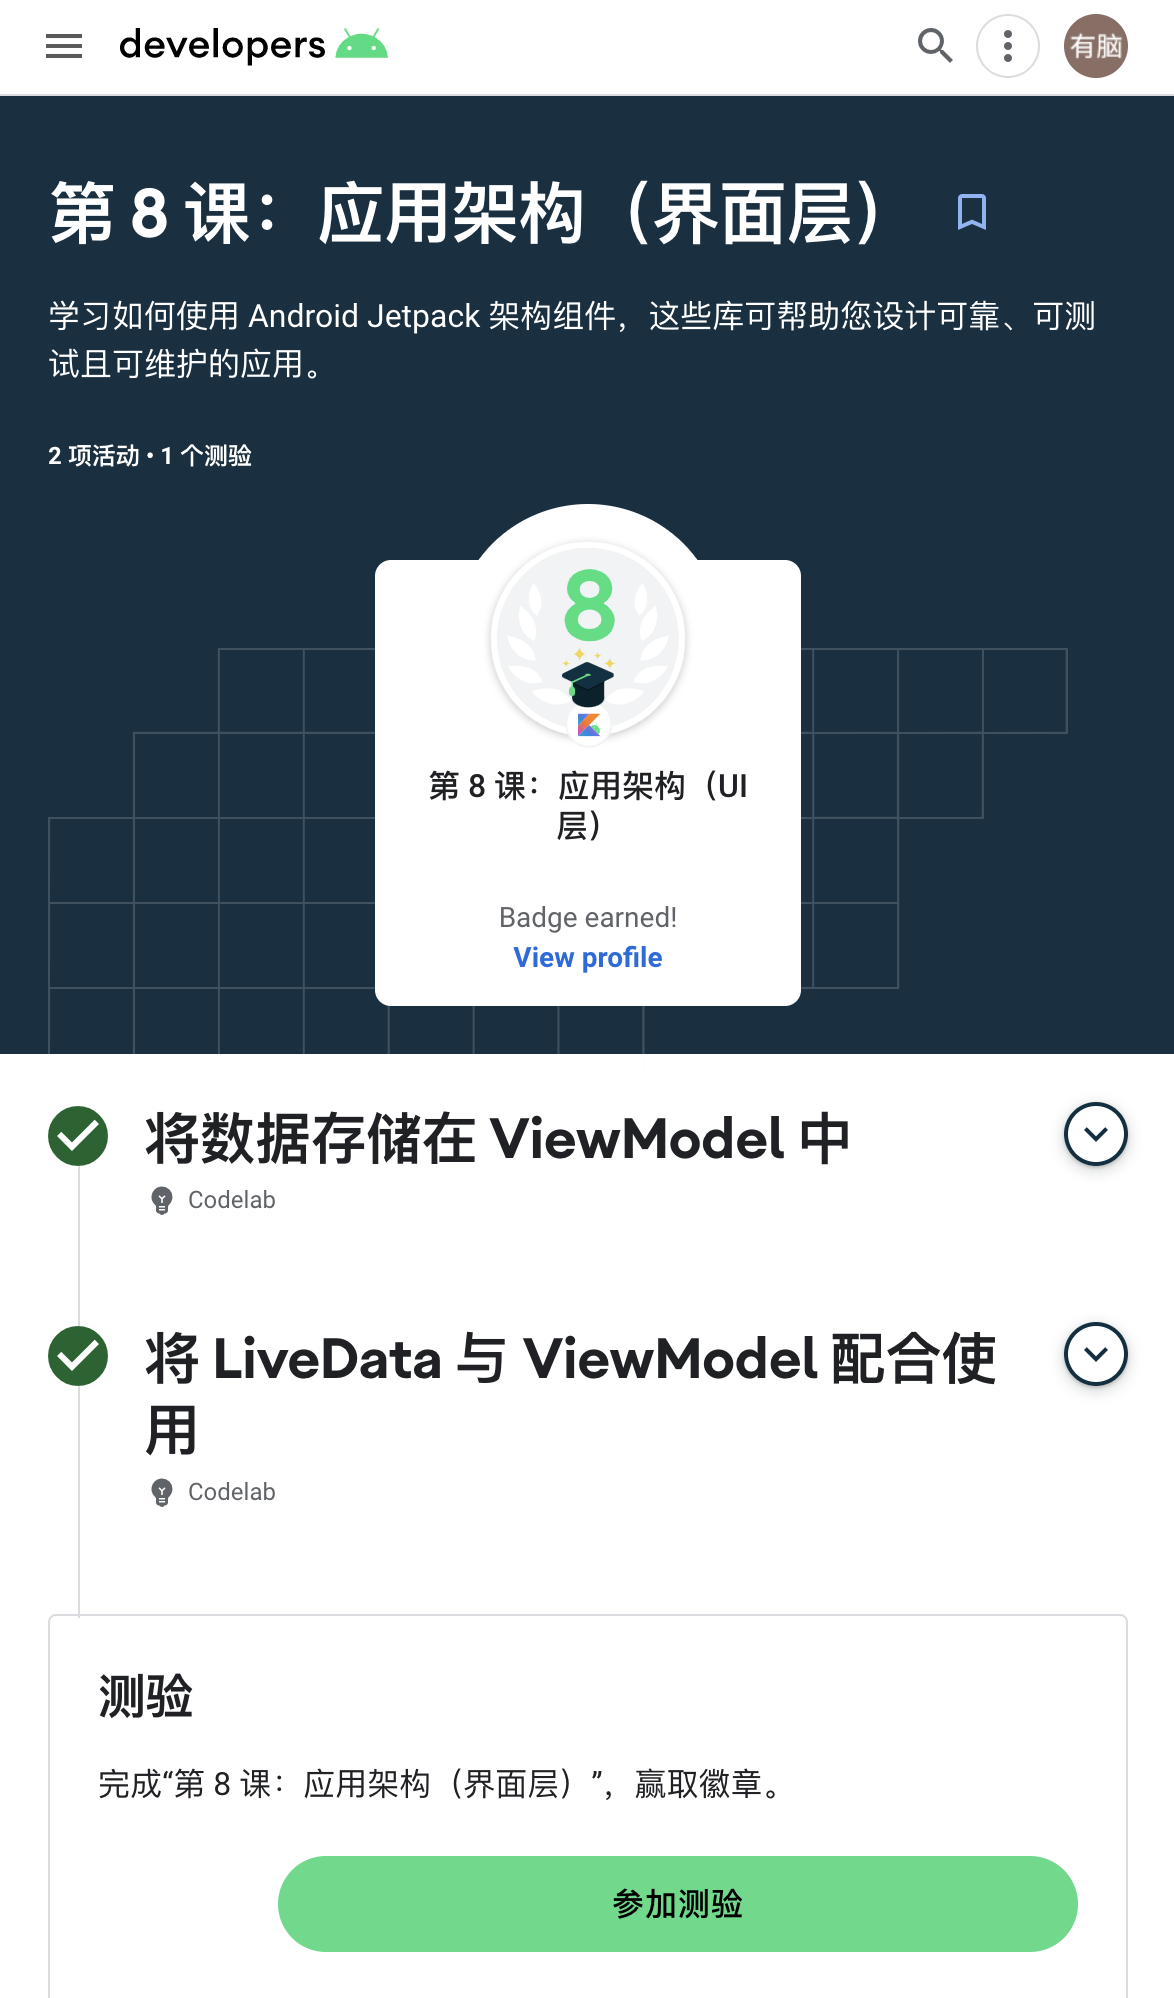 developers
有脑
第 8 课：应用架构（界面层）
学习如何使用 Android Jetpack 架构组件，这些库可帮助您设计可靠、可测
试且可维护的应用。
2 项活动 • 1 个测验
8
第 8 课：应用架构（UI
层）
Badge earned!
View profile
将数据存储在 ViewModel 中
Codelab
将 LiveData 与 ViewModel 配合使
用
Codelab
测验
完成“第 8 课：应用架构（界面层）”，赢取徽章。
参加测验